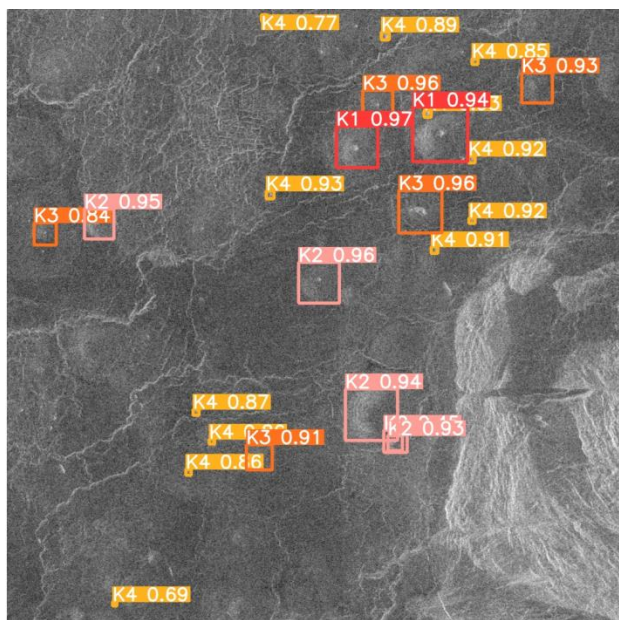 K4 0.77
K4 0.89
K4 0.85
K3 0.93
K3 0.96
K1 0.94
K1 0.97
K4 0.92
K4 0.93
K3 0.96
K2 0.95
K3 0.84
K4 0.92
K4 0.91
K2 0.96
K2 0.94
K4 0.87
K2 0.93
K4
K3 0.91
K4 0.86
K4 0.69